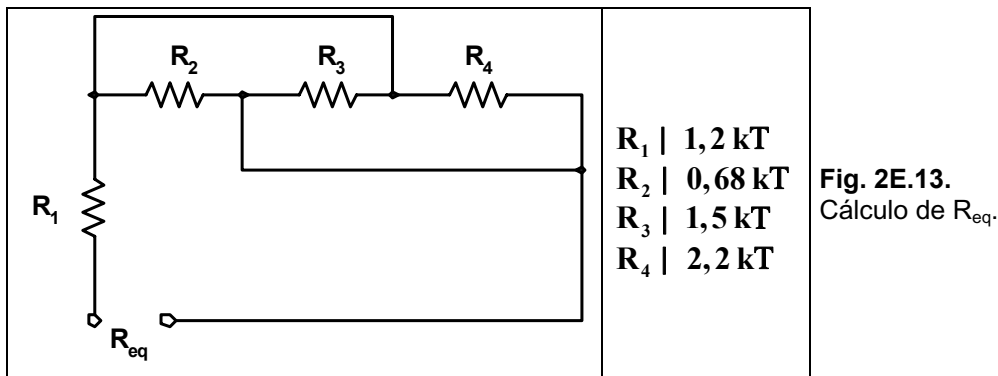 R2 R3 R4
R1
Req
R1 | 1,2 kT
R2 | 0,68 kT
R3 | 1,5 kT
R4 | 2,2 kT
Fig. 2E.13.
Cálculo de Req.